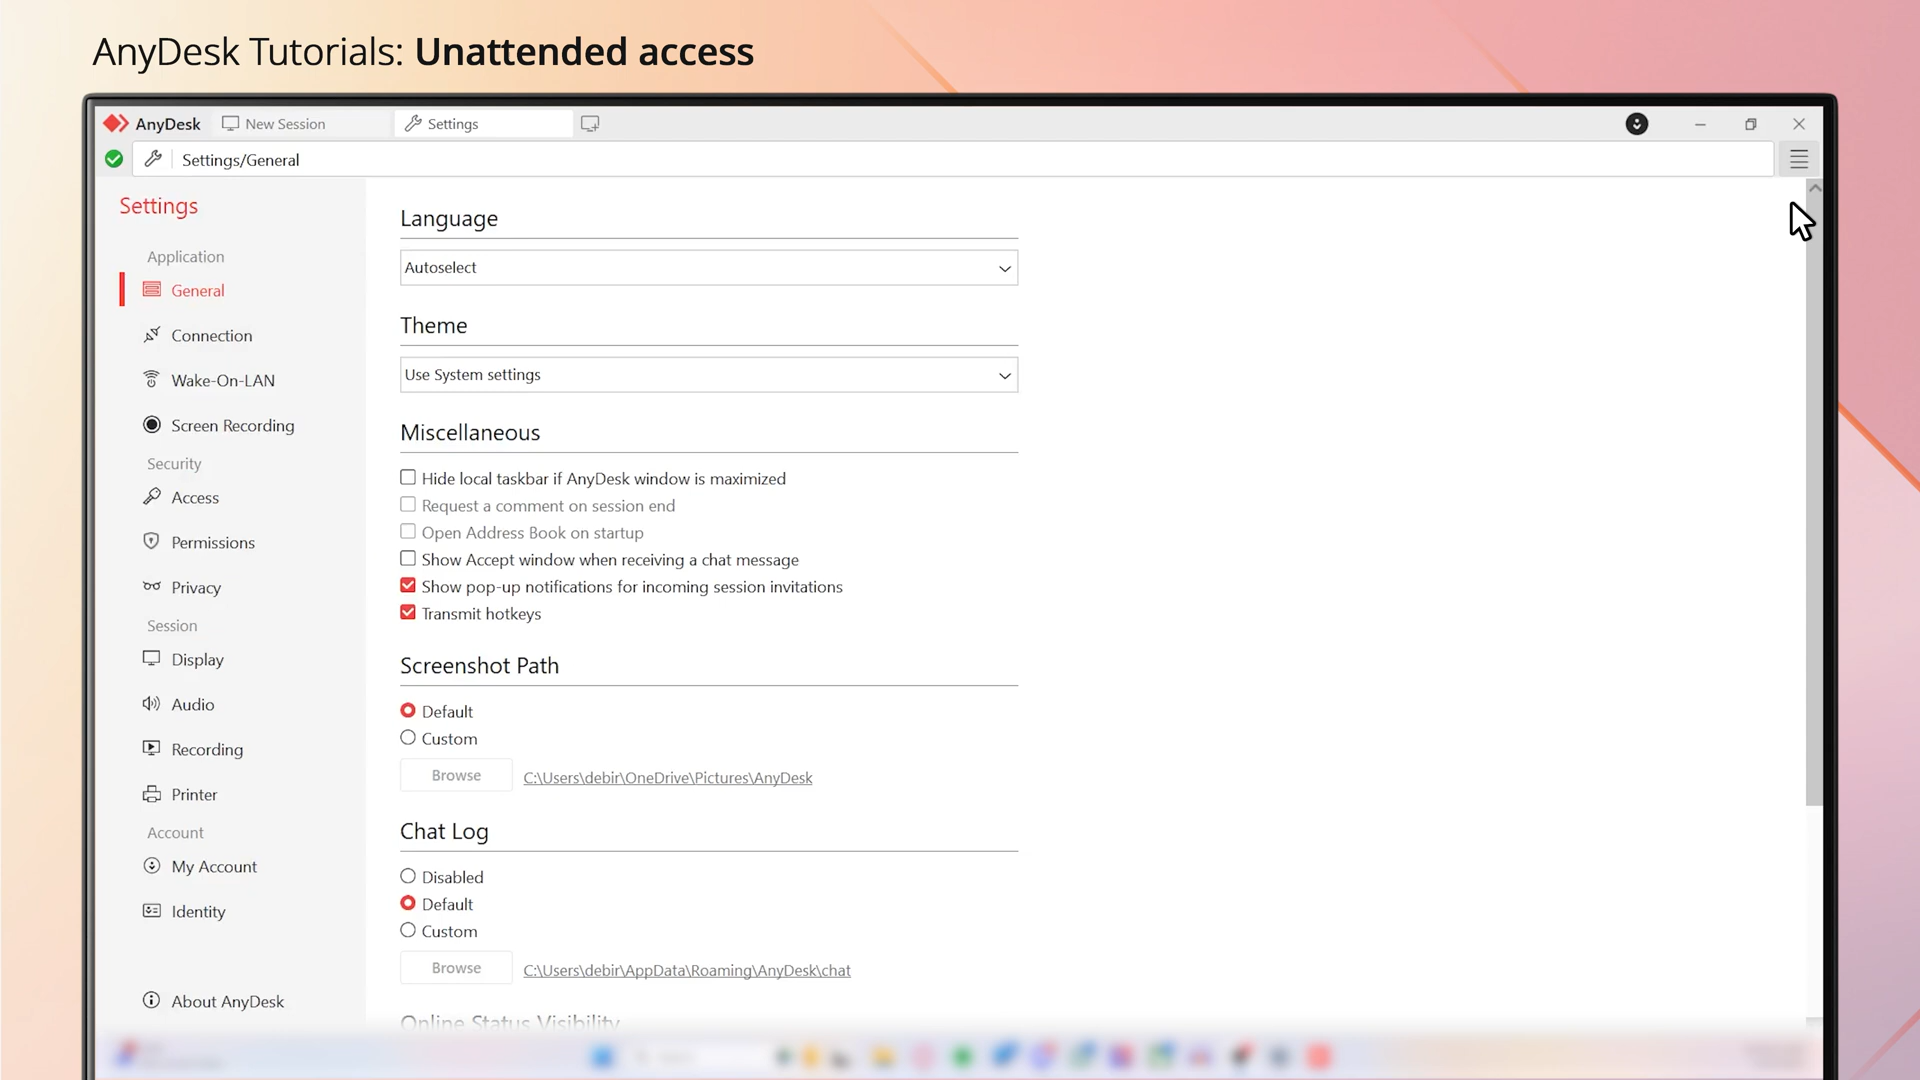 AnyDesk Tutorials: Unattended access
AnyDesk
New Session
Settings
Settings/General
Settings
Application
General
Connection
Wake-On-LAN
Screen Recording
Security
Access
Permissions
Privacy
Session
Display
Audio
Recording
Printer
Account
My Account
Identity
About AnyDesk
Language
Autoselect
Theme
Use System settings
Miscellaneous
Hide local taskbar if AnyDesk window is maximized
Request a comment on session end
Open Address Book on startup
Show Accept window when receiving a chat message
Show pop-up notifications for incoming session invitations
Transmit hotkeys
Screenshot Path
Default
Custom
Browse
C:\Users\debir\OneDrive\Pictures\AnyDesk
Chat Log
Disabled
Default
Custom
Browse
C:\Users\debir\AppData\Roaming\AnyDesk\chat
Online Status Visibility